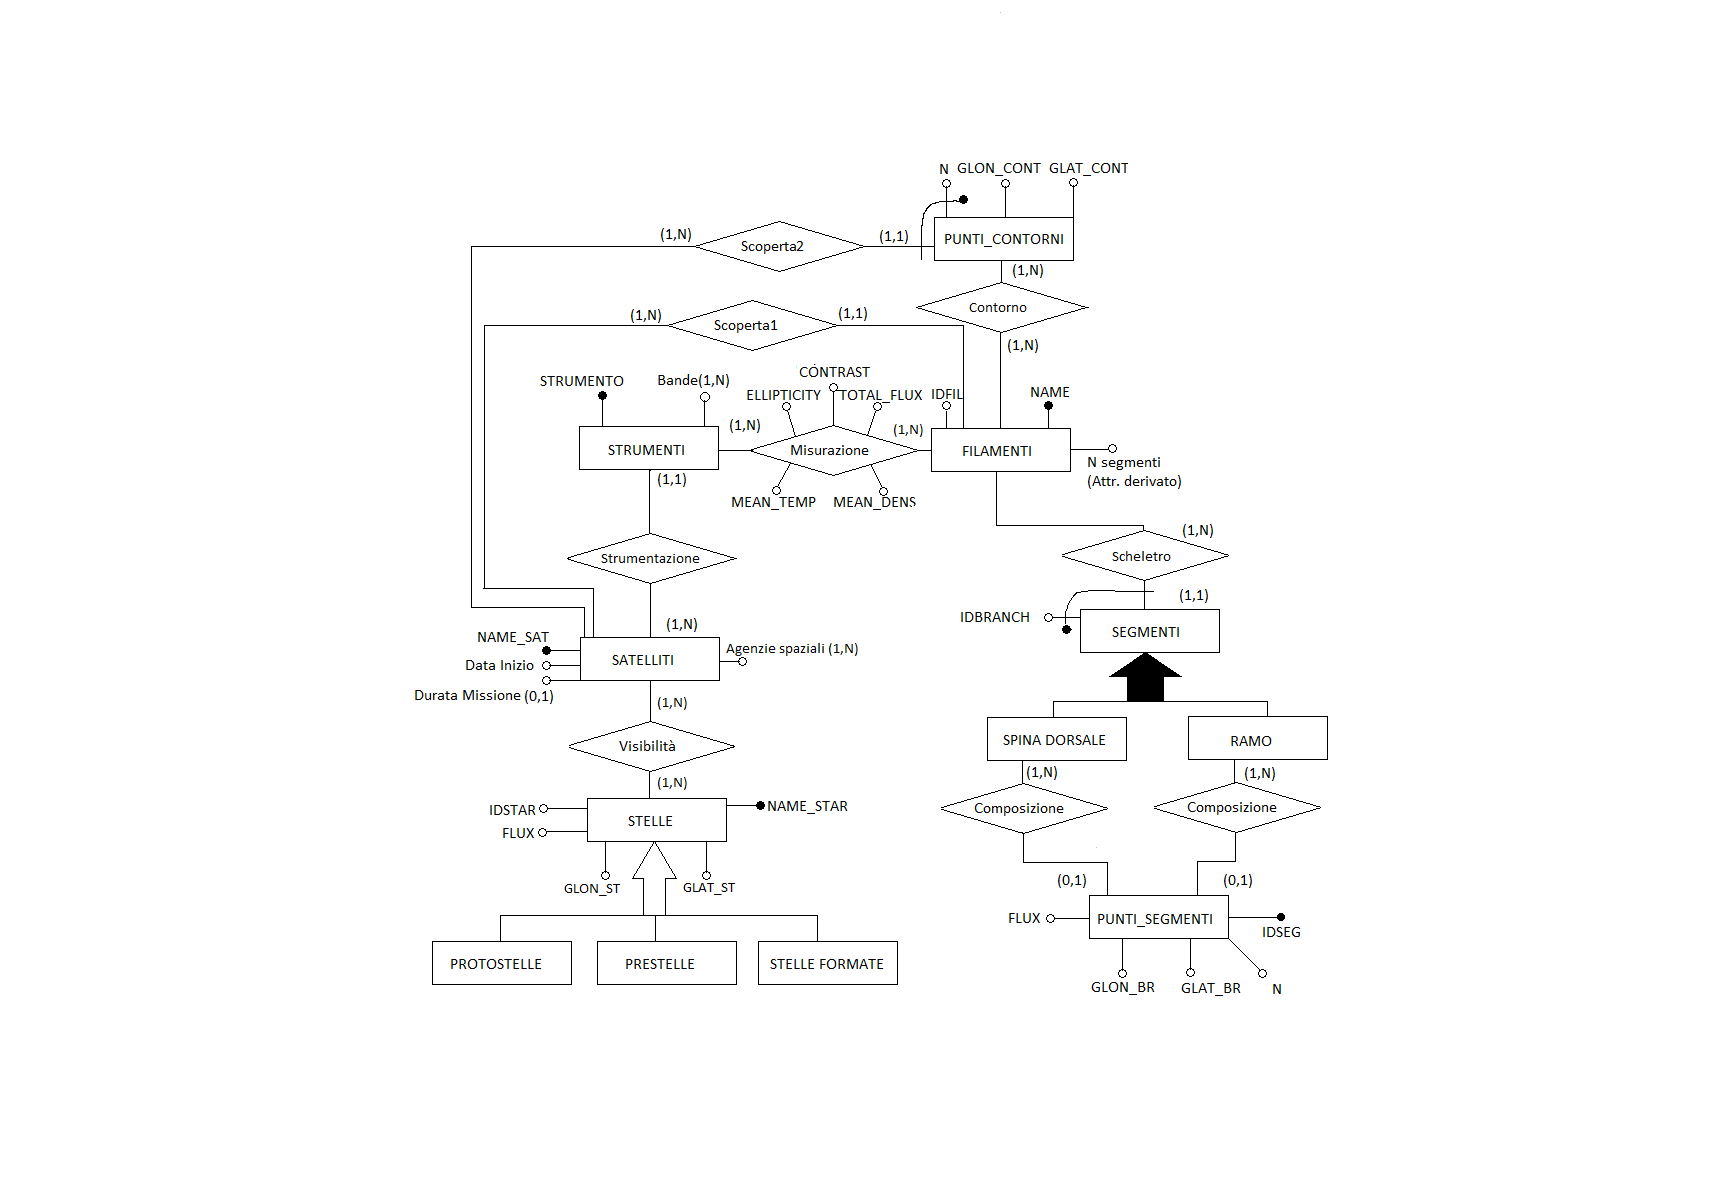 N GLON_CONT GLAT_CONT
(1,N) Scoperta2 (1,1) PUNTI_CONTORNI
(1,N)
Contorno
(1,N) Scoperta1 (1,1)
(1,N)
STRUMENTO Bande(1,N) CONTRAST
ELLIPTICITY TOTAL_FLUX IDFIL NAME
(1,N) (1,N)
STRUMENTI Misurazione FILAMENTI
N segmenti
(Attr. derivato)
(1,1) MEAN_TEMP MEAN_DENS
(1,N)
Strumentazione Scheletro
(1,1)
IDBRANCH
(1,N) SEGMENTI
NAME_SAT SATELLITI Agenzie spaziali (1,N)
Data Inizio
Durata Missione (0,1)
(1,N)
Visibilità SPINA DORSALE RAMO
(1,N) (1,N) (1,N)
IDSTAR NAME_STAR Composizione Composizione
FLUX STELLE
GLON_ST GLAT_ST (0,1) (0,1)
FLUX PUNTI_SEGMENTI IDSEG
PROTOSTELLE PRESTELLE STELLE FORMATE
GLON_BR GLAT_BR N